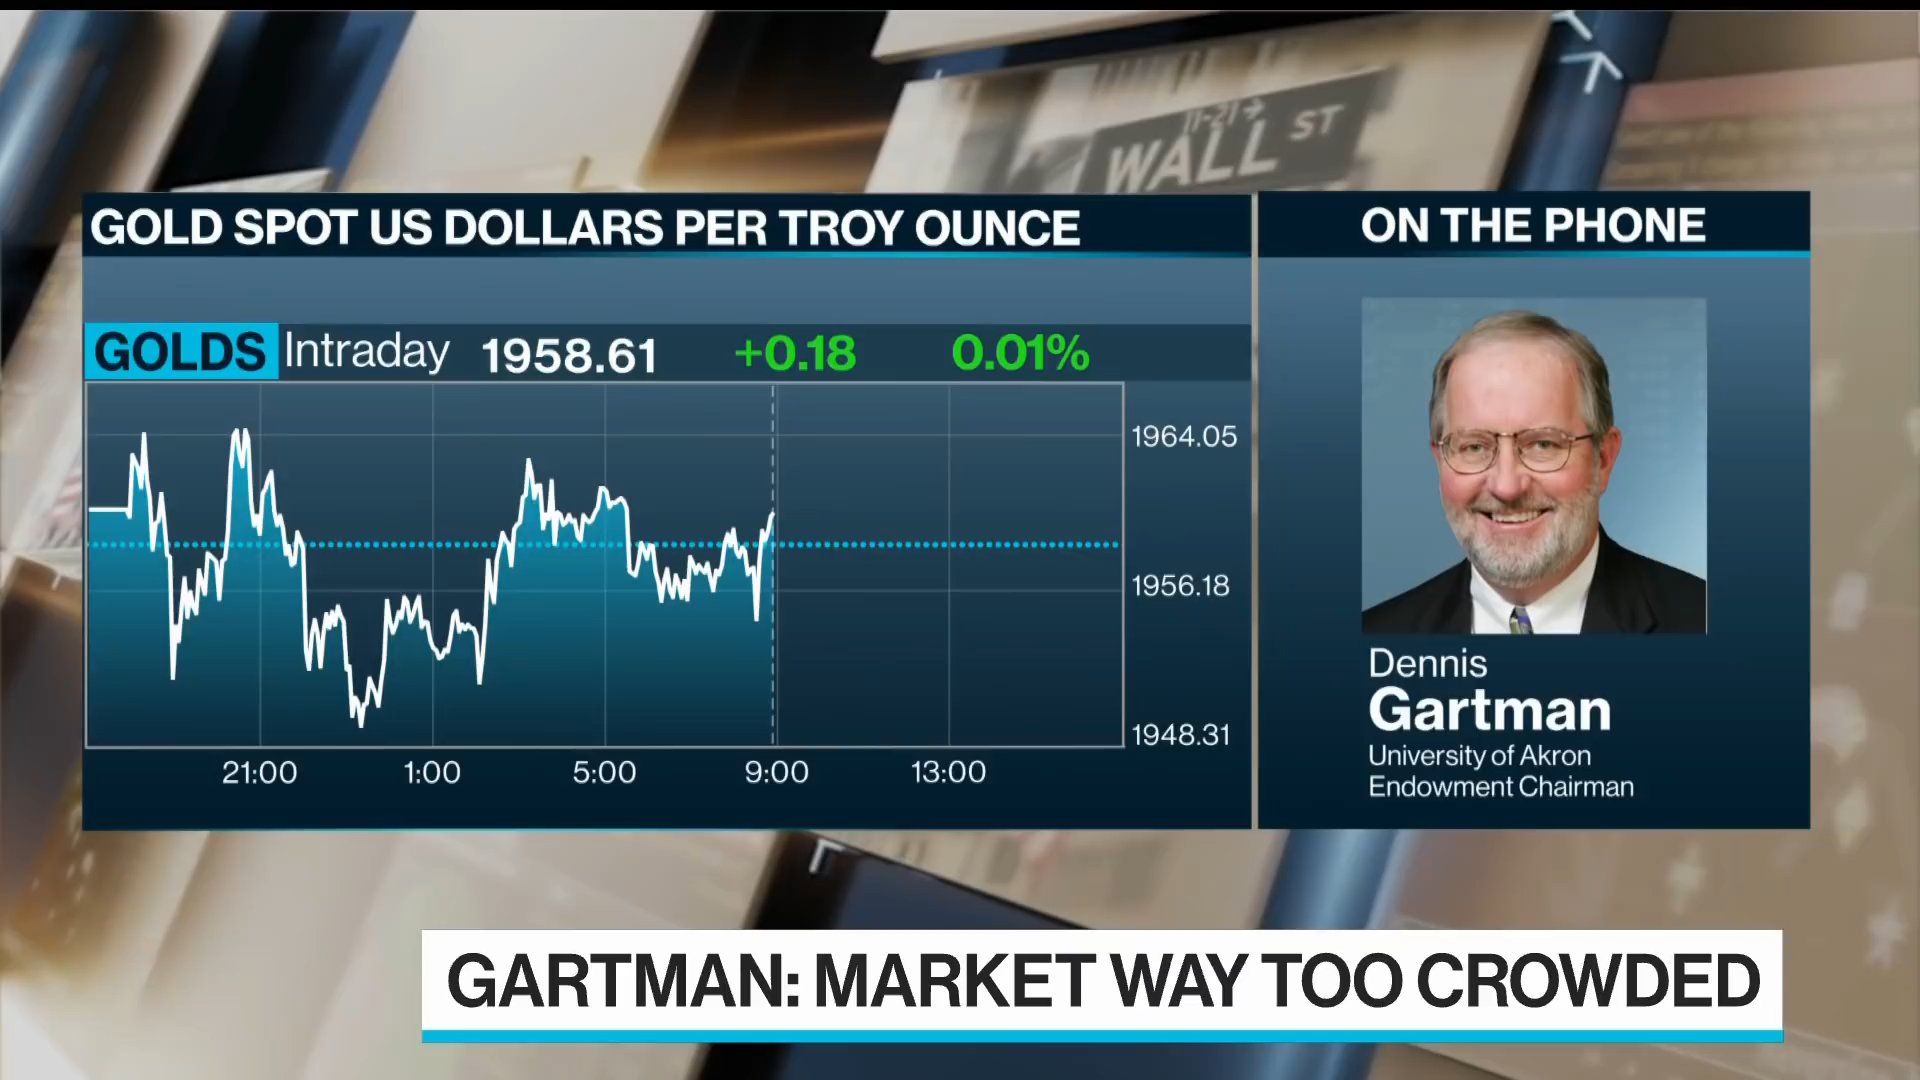 11-21→
WALL ST
GOLD SPOT US DOLLARS PER TROY OUNCE
GOLDS Intraday 1958.61 +0.18 0.01%
1964.05
1956.18
1948.31
21:00 1:00 5:00 9:00 13:00
ON THE PHONE
Dennis
Gartman
University of Akron
Endowment Chairman
GARTMAN: MARKET WAY TOO CROWDED